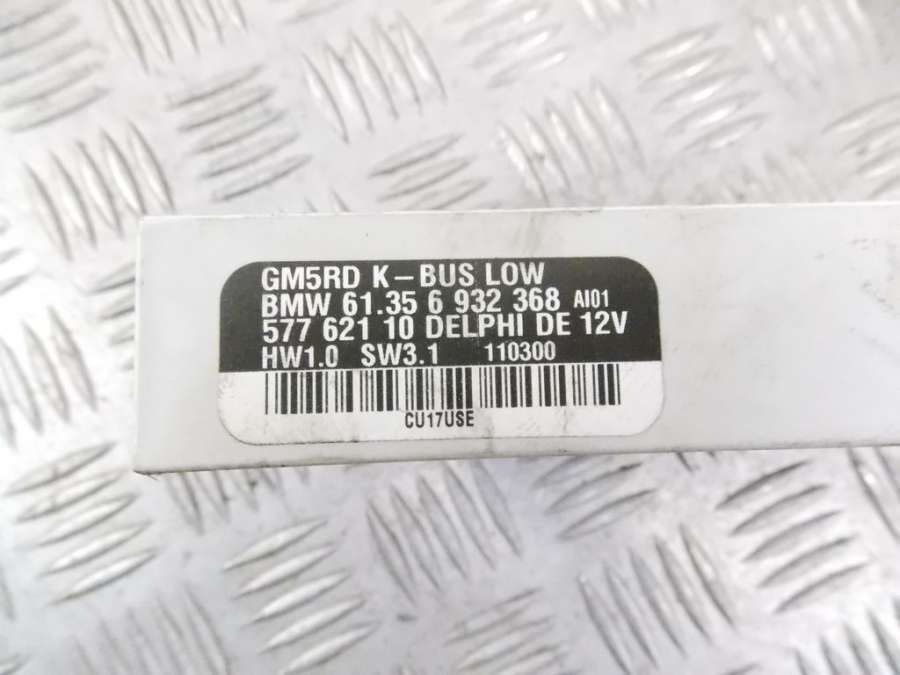 GM5RD K-BUS LOW
BMW 61.35 6 932 368 AI01
577 621 10 DELPHI DE 12V
HW1.0 SW3.1 110300
CU17USE